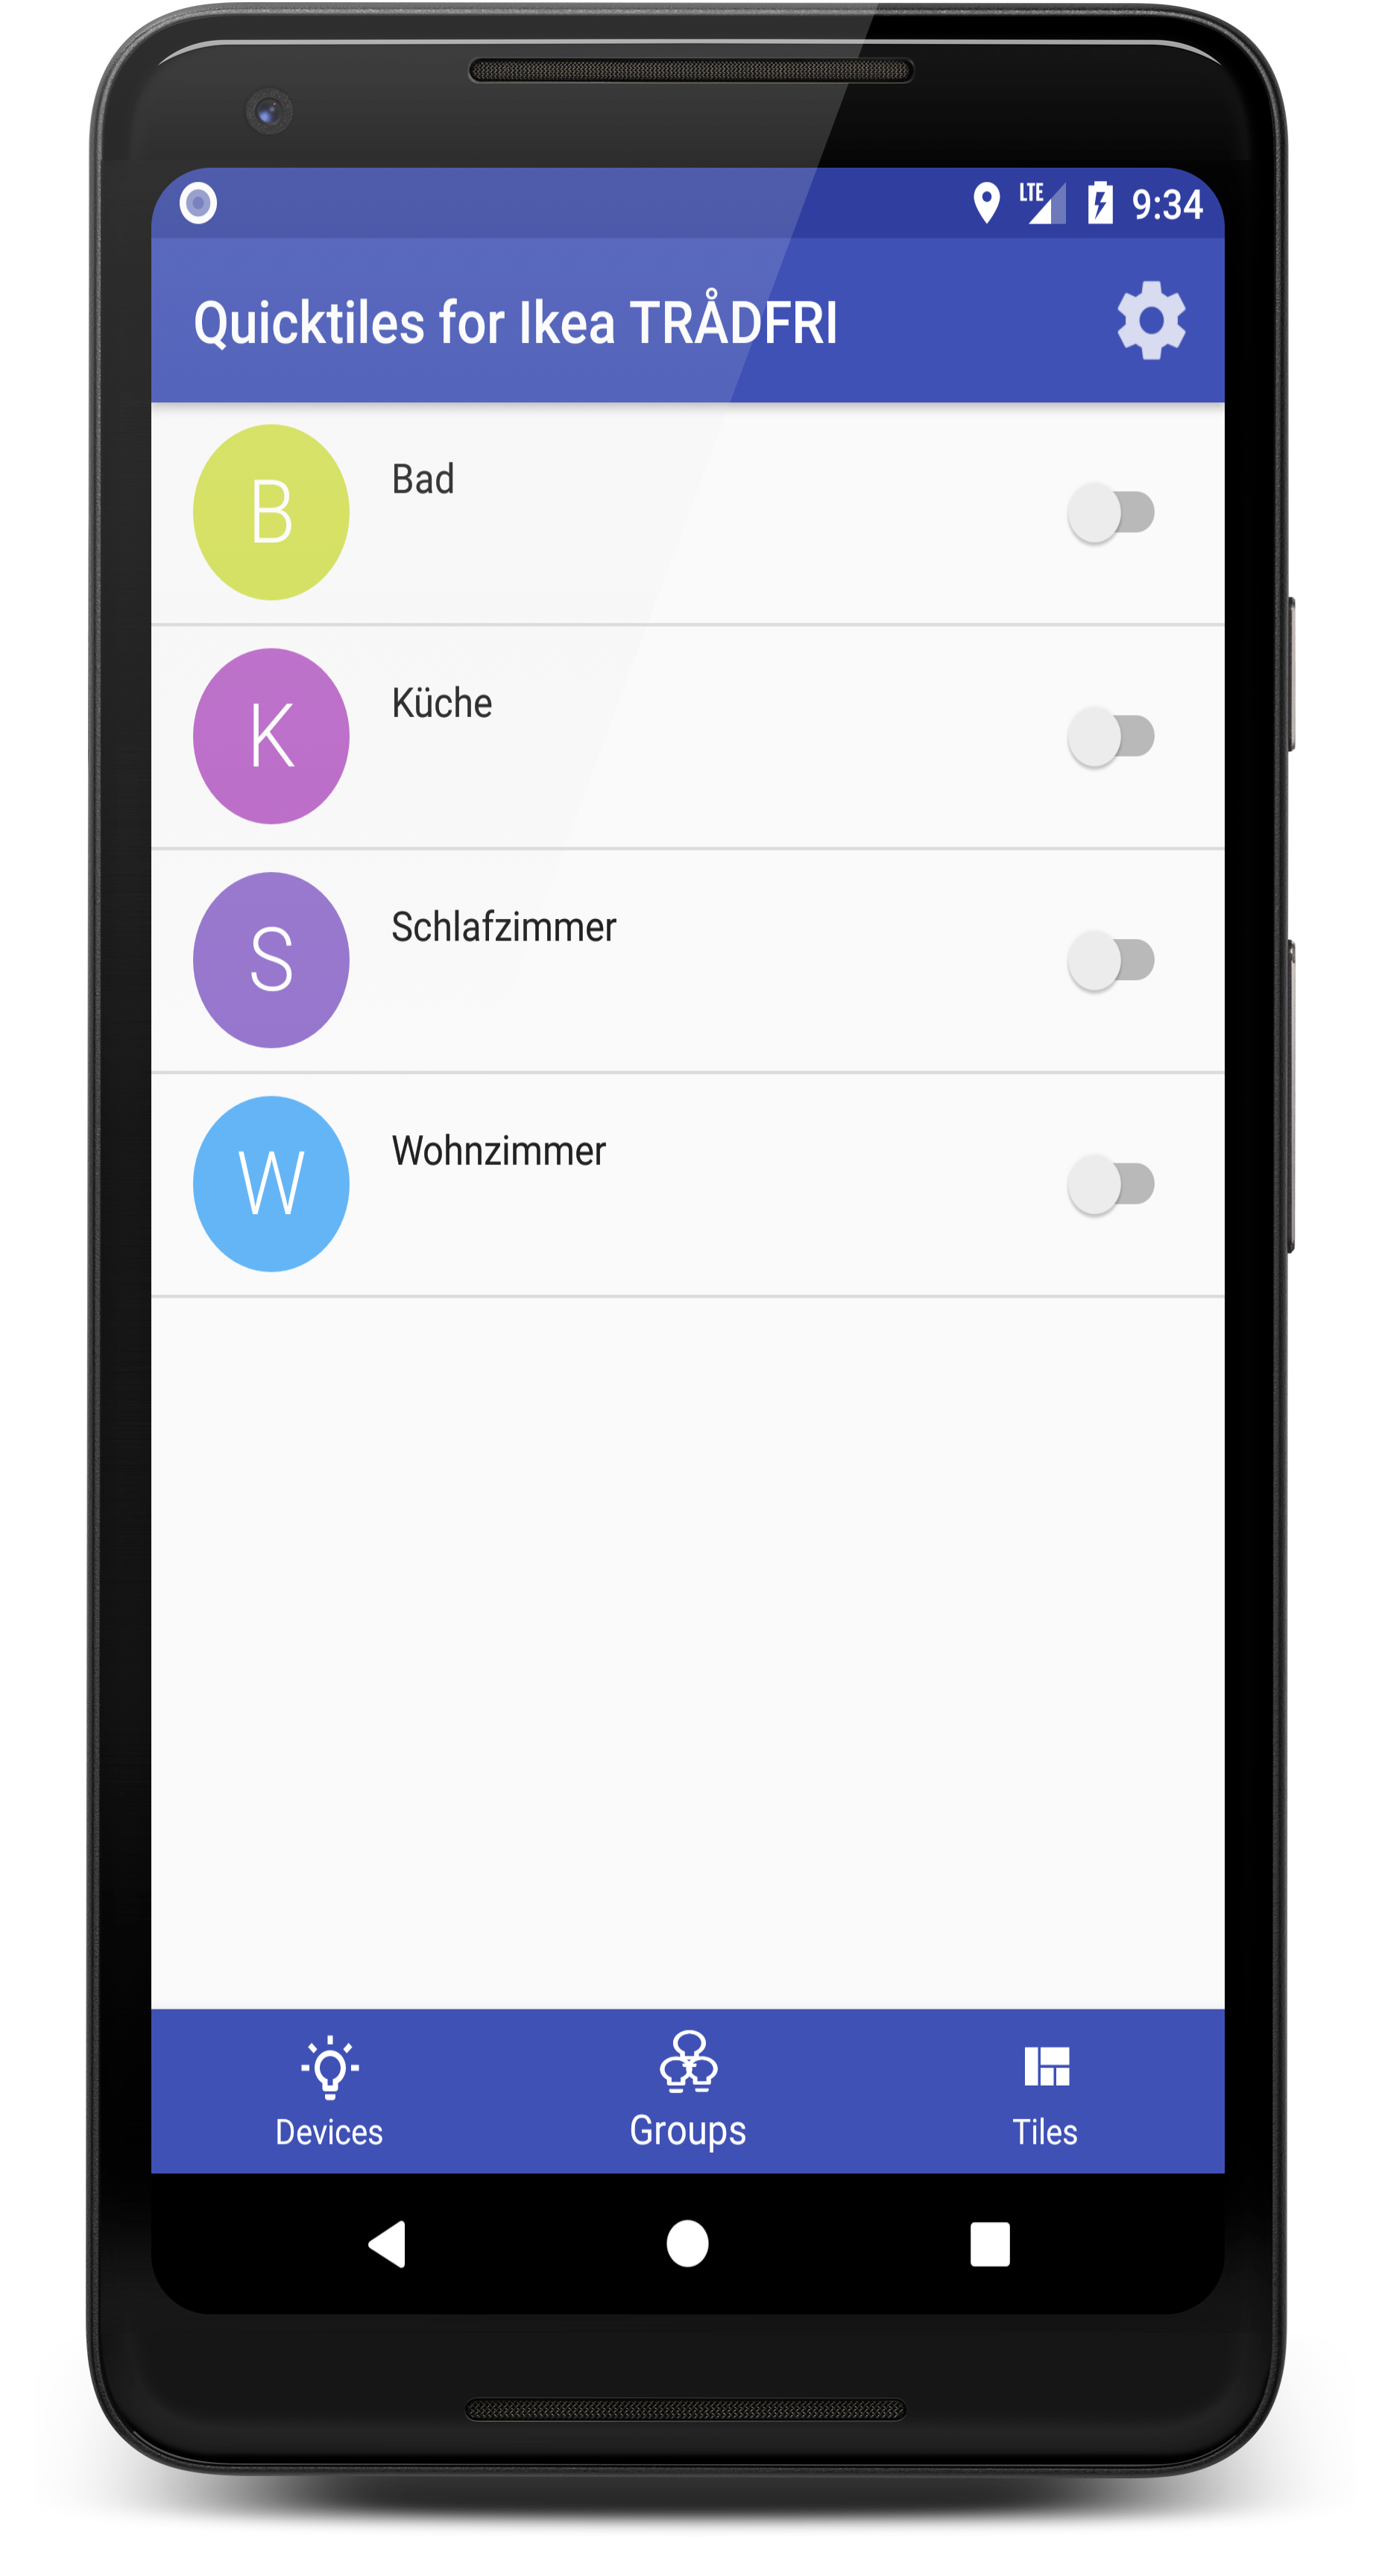 LTE 9:34
Quicktiles for Ikea TRÅDFRI
B Bad
K Küche
S Schlafzimmer
W Wohnzimmer
Devices Groups Tiles